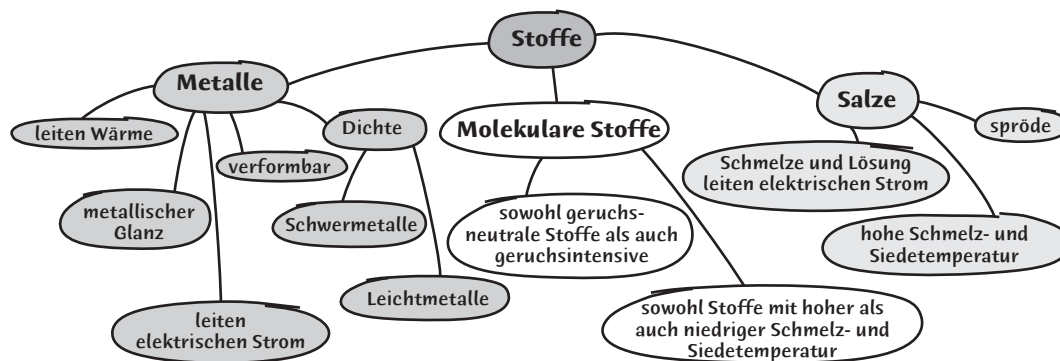 Stoffe
Metalle
leiten Wärme
metallischer
Glanz
leiten
elektrischen Strom
verformbar
Dichte
Schwermetalle
Leichtmetalle
Molekulare Stoffe
sowohl geruchs-
neutrale Stoffe als auch
geruchsintensive
sowohl Stoffe mit hoher als
auch niedriger Schmelz- und
Siedetemperatur
Salze
Schmelze und Lösung
leiten elektrischen Strom
hohe Schmelz- und
Siedetemperatur
spröde